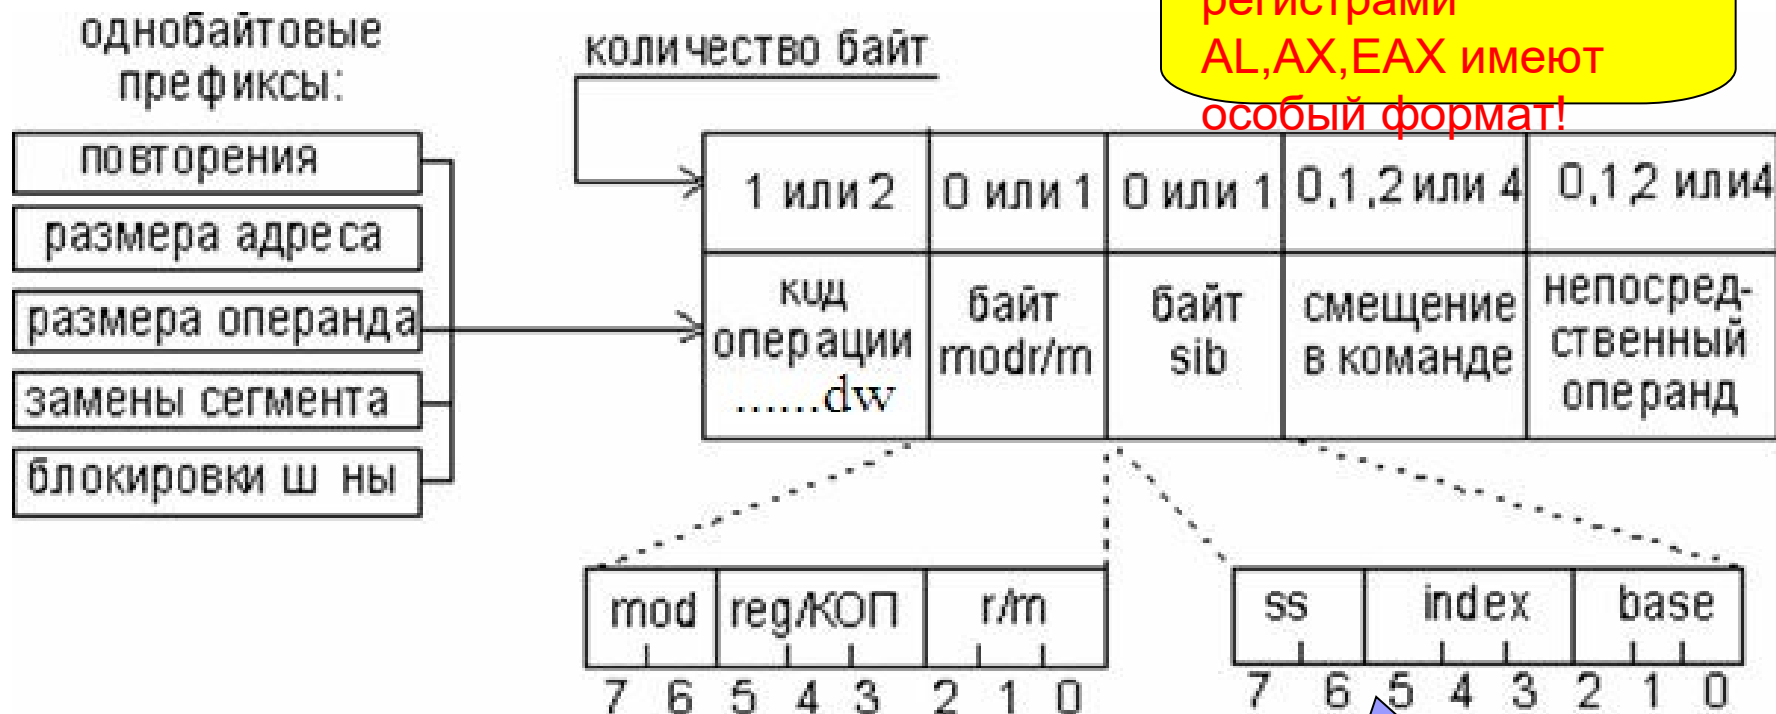 однобайтовые
префиксы:
повторения
размера адреса
размера операнда
замены сегмента
блокировки ш ны
количество байт
регистрами
AL,AX,EAX имеют
особый формат!
1 или 2
0 или 1
0 или 1
0,1,2 или 4
0,1,2 или4
код
операции
......dw
байт
modr/m
байт
sib
смещение
в команде
непосред-
ственный
операнд
mod reg/КОП r/m
7 6 5 4 3 2 1 0
ss index base
7 6 5 4 3 2 1 0